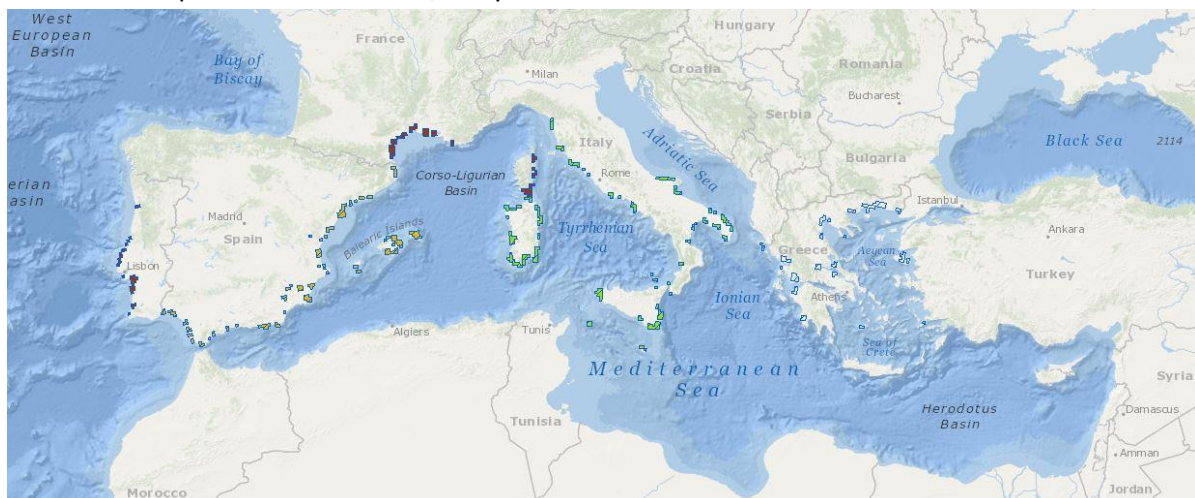 West
European
Basin
Bay of
Biscay
France
Milan
Hungary
Croatia
Romania
Bucharest
Serbia
Black Sea
2114
Bulgaria
Adriatic Sea
Italy
Rome
Corso-Ligurian
Basin
Balearic Islands
Madrid
Spain
Lisbon
erian
asin
Tyrrhenian
Sea
Istanbul
Ankara
Greece
Aegean
Sea
Turkey
Athens
Ionian
Sea
Sea of
Crete
Algiers
Tunis
Mediterranean
Sea
Herodotus
Basin
Syria
Damascus
Amman
Jordan
Tunisia
Morocco